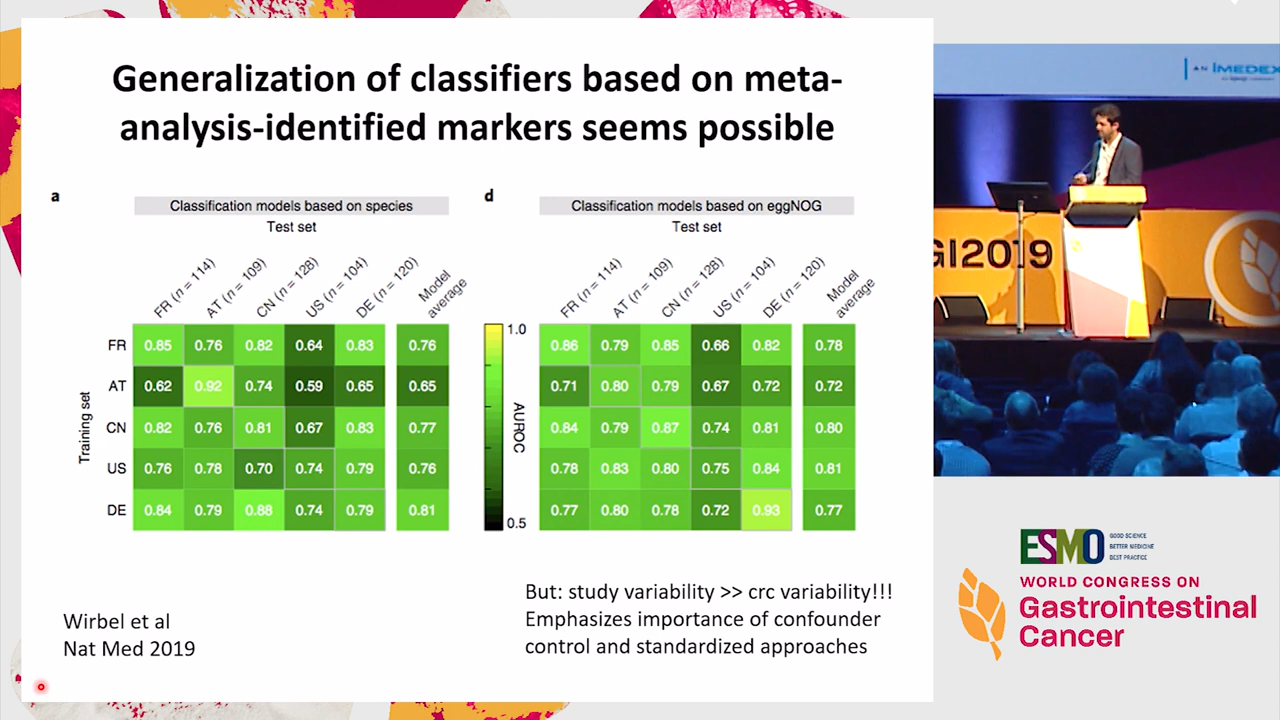 Generalization of classifiers based on meta-
analysis-identified markers seems possible
a
Classification models based on species
Test set
FR (n = 114) AT (n = 109) CN (n = 128) US (n = 104) DE (n = 120) Model average
Training set
FR 0.85 0.76 0.82 0.64 0.83 0.76
AT 0.62 0.92 0.74 0.59 0.65 0.65
CN 0.82 0.76 0.81 0.67 0.83 0.77
US 0.76 0.78 0.70 0.74 0.79 0.76
DE 0.84 0.79 0.88 0.74 0.79 0.81
1.0
AUROC
0.5
d
Classification models based on eggNOG
Test set
FR (n = 114) AT (n = 109) CN (n = 128) US (n = 104) DE (n = 120) Model average
0.86 0.79 0.85 0.66 0.82 0.78
0.71 0.80 0.79 0.67 0.72 0.72
0.84 0.79 0.87 0.74 0.81 0.80
0.78 0.83 0.80 0.75 0.84 0.81
0.77 0.80 0.78 0.72 0.93 0.77
Wirbel et al
Nat Med 2019
But: study variability >> crc variability!!!
Emphasizes importance of confounder
control and standardized approaches
AN IMEDEX
GI2019
ESMO
GOOD SCIENCE
BETTER MEDICINE
BEST PRACTICE
WORLD CONGRESS ON
Gastrointestinal
Cancer